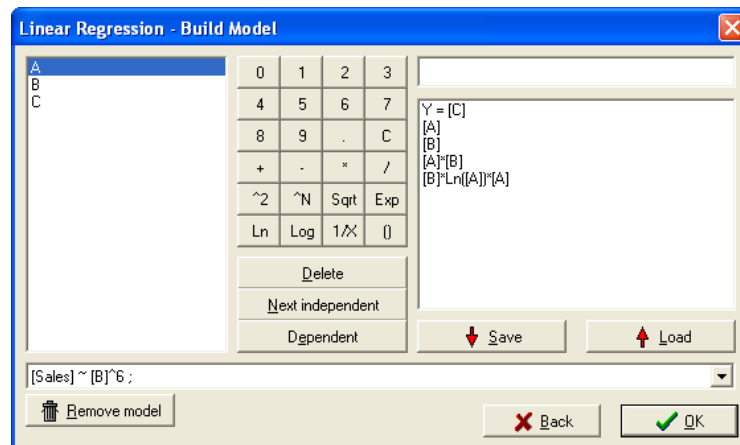 Linear Regression - Build Model
A
B
C
0 1 2 3
4 5 6 7
8 9 . C
+ - * /
^2 ^N Sqrt Exp
Ln Log 1/X ()
Delete
Next independent
Dependent
Y = [C]
[A]
[B]
[A]*[B]
[B]*Ln([A])*[A]
Save Load
[Sales] ~ [B]^6 ;
Remove model
Back OK